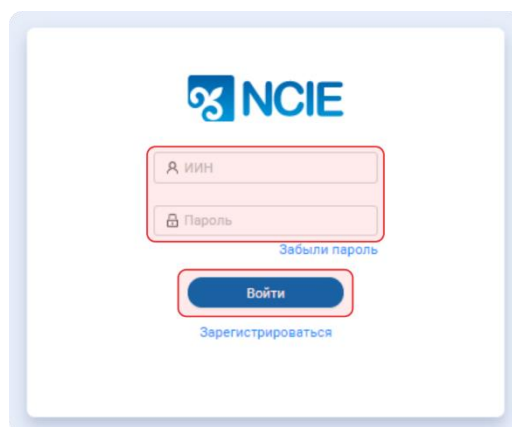 NCIE
ИИН
Пароль
Забыли пароль
Войти
Зарегистрироваться